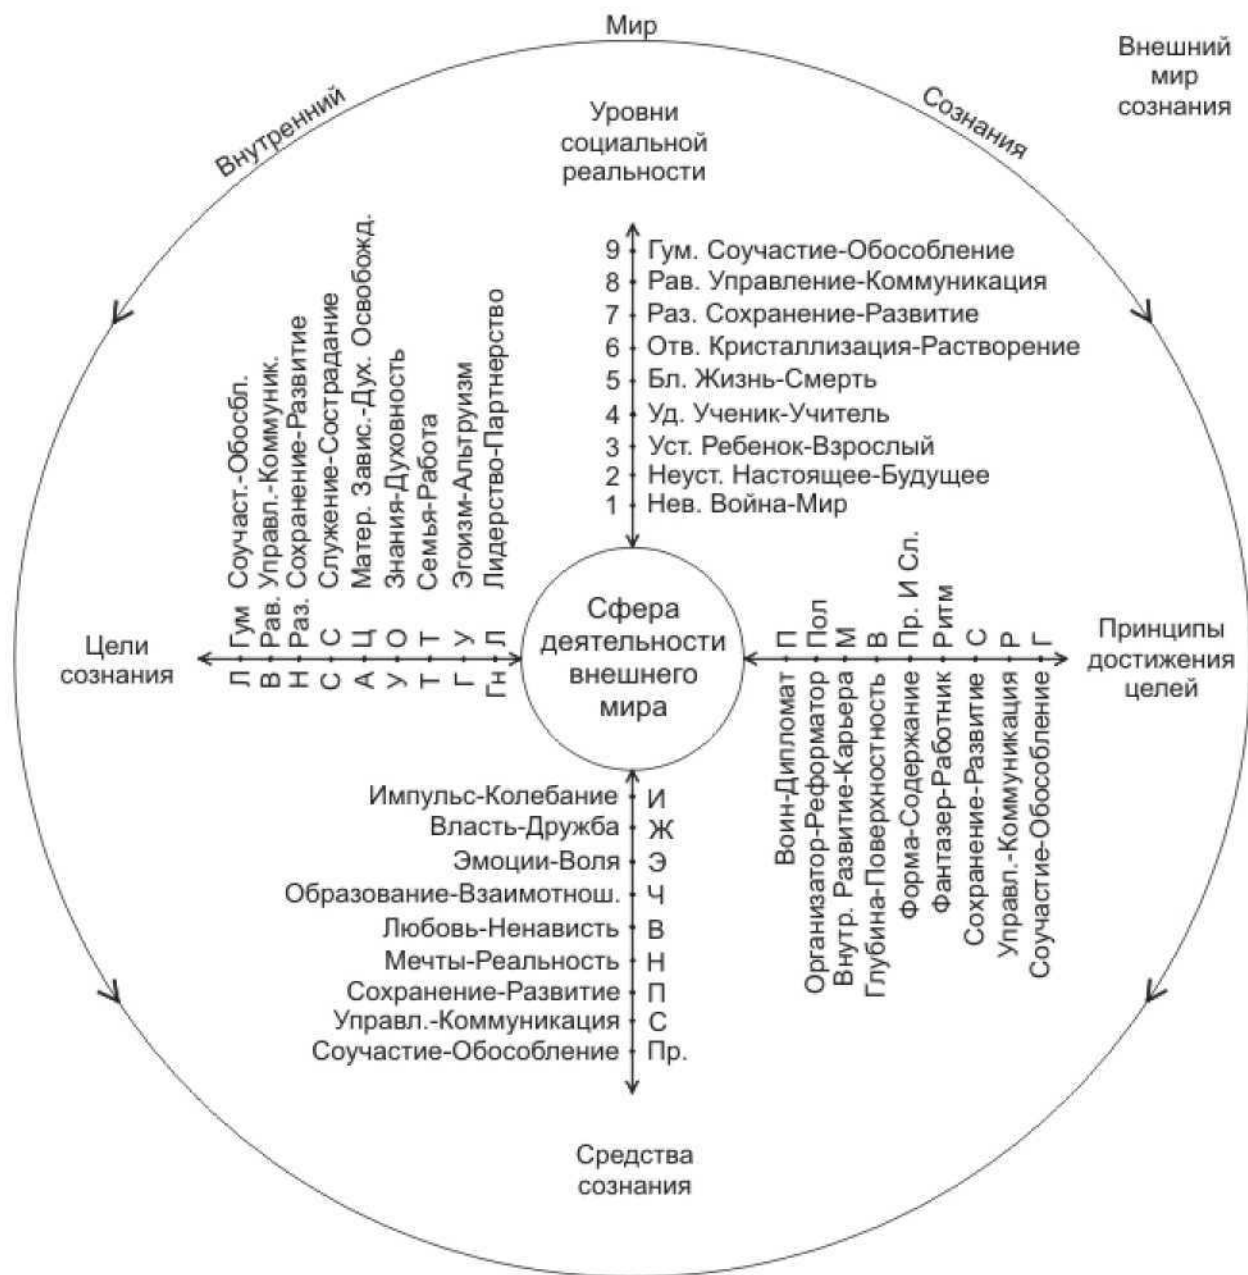 Мир
Внутренний
Сознания
Внешний
мир
сознания
Уровни
социальной
реальности
9 Гум. Соучастие-Обособление
8 Рав. Управление-Коммуникация
7 Раз. Сохранение-Развитие
6 Отв. Кристаллизация-Растворение
5 Бл. Жизнь-Смерть
4 Уд. Ученик-Учитель
3 Уст. Ребенок-Взрослый
2 Неуст. Настоящее-Будущее
1 Нев. Война-Мир
Цели
сознания
Л Гум Соучаст.-Обособл.
В Рав. Управл.-Коммуник.
Н Раз. Сохранение-Развитие
С С Служение-Сострадание
А Ц Матер. Завис.-Дух. Освобожд.
У О Знания-Духовность
Т Т Семья-Работа
Г У Эгоизм-Альтруизм
Гн Л Лидерство-Партнерство
Сфера
деятельности
внешнего
мира
Воин-Дипломат П
Организатор-Реформатор Пол
Внутр. Развитие-Карьера М
Глубина-Поверхностность В
Форма-Содержание Пр. И Сл.
Фантазер-Работник Ритм
Сохранение-Развитие С
Управл.-Коммуникация Р
Соучастие-Обособление Г
Принципы
достижения
целей
Импульс-Колебание И
Власть-Дружба Ж
Эмоции-Воля Э
Образование-Взаимотнош. Ч
Любовь-Ненависть В
Мечты-Реальность Н
Сохранение-Развитие П
Управл.-Коммуникация С
Соучастие-Обособление Пр.
Средства
сознания